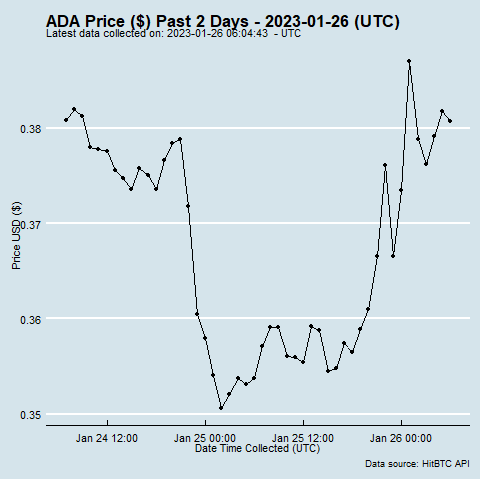 ADA Price ($) Past 2 Days - 2023-01-26 (UTC)
Latest data collected on: 2023-01-26 06:04:43 - UTC
Price USD ($)
0.38
0.37
0.36
0.35
Jan 24 12:00
Jan 25 00:00
Jan 25 12:00
Jan 26 00:00
Date Time Collected (UTC)
Data source: HitBTC API